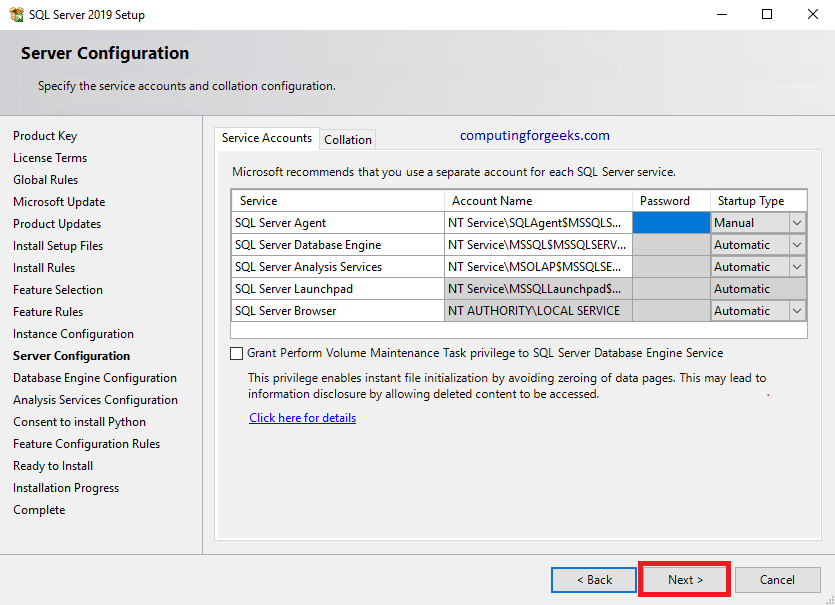 SQL Server 2019 Setup
Server Configuration
Specify the service accounts and collation configuration.
Product Key
License Terms
Global Rules
Microsoft Update
Product Updates
Install Setup Files
Install Rules
Feature Selection
Feature Rules
Instance Configuration
Server Configuration
Database Engine Configuration
Analysis Services Configuration
Consent to install Python
Feature Configuration Rules
Ready to Install
Installation Progress
Complete
Service Accounts Collation computingforgeeks.com
Microsoft recommends that you use a separate account for each SQL Server service.
Service Account Name Password Startup Type
SQL Server Agent NT Service\SQLAgent$MSSQLS... Manual
SQL Server Database Engine NT Service\MSSQL$MSSQLSERV... Automatic
SQL Server Analysis Services NT Service\MSOLAP$MSSQLSE... Automatic
SQL Server Launchpad NT Service\MSSQLLaunchpad$... Automatic
SQL Server Browser NT AUTHORITY\LOCAL SERVICE Automatic
Grant Perform Volume Maintenance Task privilege to SQL Server Database Engine Service
This privilege enables instant file initialization by avoiding zeroing of data pages. This may lead to
information disclosure by allowing deleted content to be accessed.
Click here for details
< Back Next > Cancel